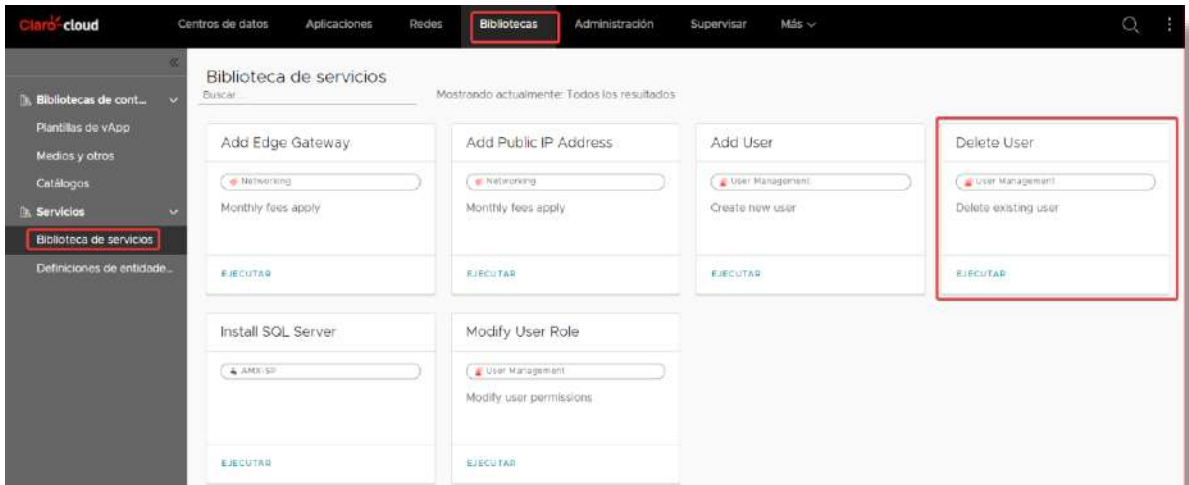 Claro-cloud
Centros de datos Aplicaciones Redes Bibliotecas Administración Supervisar Más
Bibliotecas de cont...
Plantillas de vApp
Medios y otros
Catálogos
Servicios
Biblioteca de servicios
Definiciones de entidade...
Biblioteca de servicios
Buscar... Mostrando actualmente: Todos los resultados
Add Edge Gateway
Networking
Monthly fees apply
EJECUTAR
Add Public IP Address
Networking
Monthly fees apply
EJECUTAR
Add User
User Management
Create new user
EJECUTAR
Delete User
User Management
Delete existing user
EJECUTAR
Install SQL Server
AMX-SP
EJECUTAR
Modify User Role
User Management
Modify user permissions
EJECUTAR